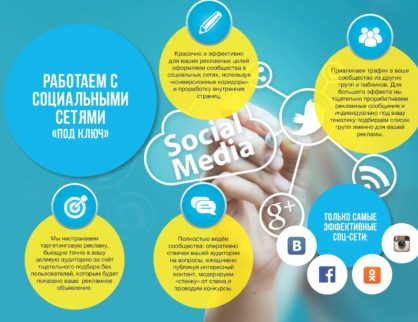 РАБОТАЕМ С
СОЦИАЛЬНЫМИ
СЕТЯМИ
«ПОД КЛЮЧ»
Красочно и эффективно
для ваших рекламных целей
оформляем сообщества в
социальных сетях, используя
«конверсионные коридоры»
и проработку внутренних
страниц.
Привлекаем трафик в ваше
сообщество из других
групп и пабликов. Для
большего эффекта мы
тщательно прорабатываем
рекламные сообщения и
индивидуально под вашу
тематику подбираем список
групп именно для вашей
рекламы.
Social
Media
g+
Мы настраиваем
таргетинговую рекламу,
бьющую точно в вашу
целевую аудиторию за счёт
тщательного подбора баз
пользователей, которым будет
показано ваше рекламное
объявление.
Полностью ведём
сообщества: оперативно
отвечая вашей аудитории
на вопросы, ежедневно
публикуя интересный
контент, модерируем
«стенку» от спама и
проводим конкурсы.
ТОЛЬКО САМЫЕ
ЭФФЕКТИВНЫЕ
СОЦ-СЕТИ:
В
f